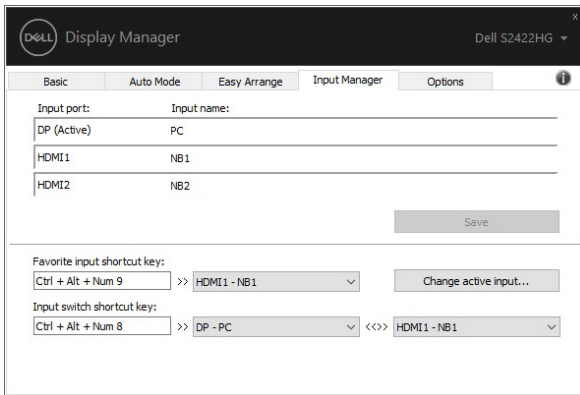 DELL Display Manager Dell S2422HG
Basic Auto Mode Easy Arrange Input Manager Options
Input port: Input name:
DP (Active) PC
HDMI1 NB1
HDMI2 NB2
Save
Favorite input shortcut key:
Ctrl + Alt + Num 9 >> HDMI1 - NB1 Change active input...
Input switch shortcut key:
Ctrl + Alt + Num 8 >> DP - PC <<>> HDMI1 - NB1